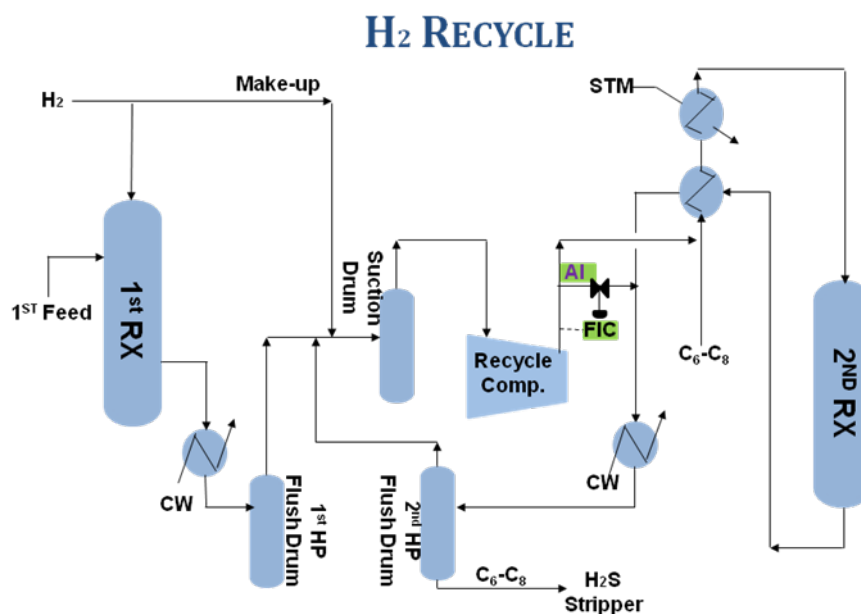 H₂ RECYCLE
Make-up
H₂
STM
1ST Feed
1st RX
Suction
Drum
AI
FIC
Recycle
Comp.
C₆-C₈
2ND RX
CW
1st HP
Flush Drum
2nd HP
Flush Drum
CW
C₆-C₈
H₂S
Stripper